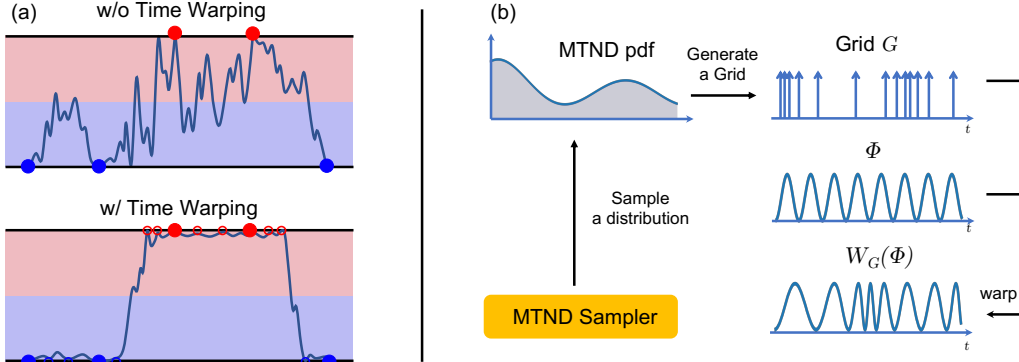 (a)
w/o Time Warping
w/ Time Warping
(b)
MTND pdf
Generate
a Grid
Grid G
t
Φ
t
Sample
a distribution
W_G(Φ)
warp
t
MTND Sampler